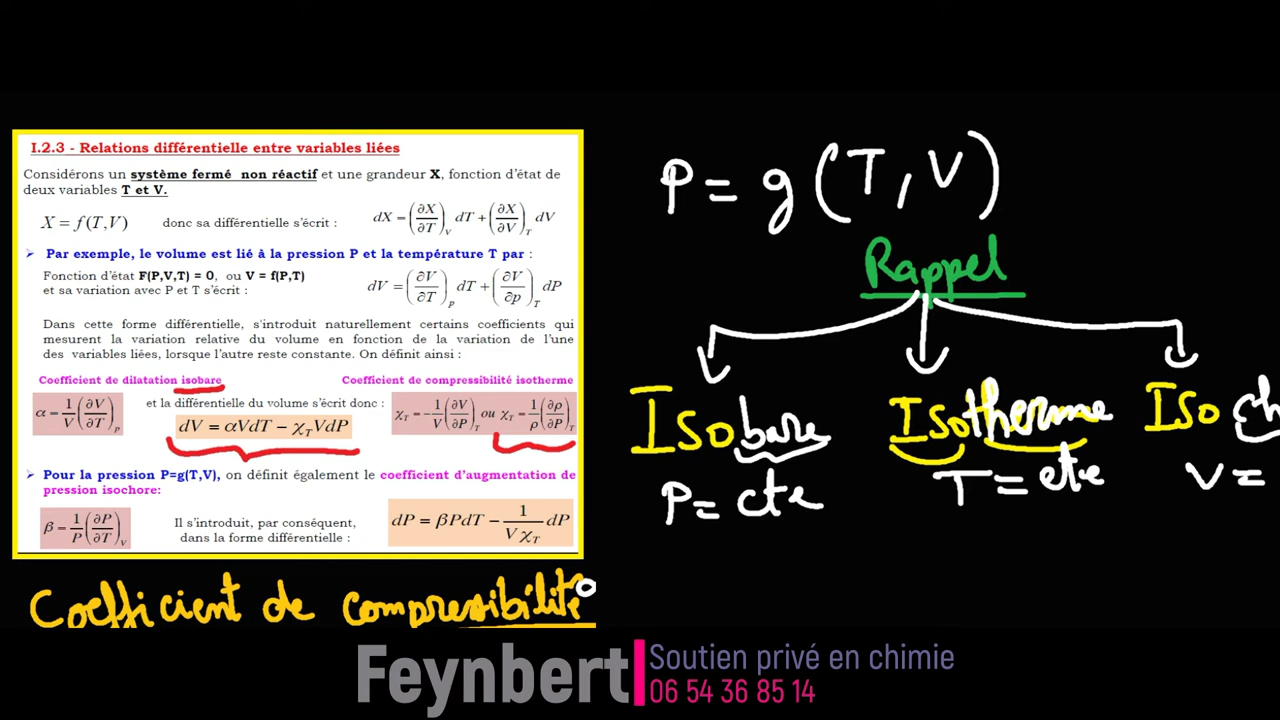 I.2.3 - Relations différentielle entre variables liées
Considérons un système fermé non réactif et une grandeur X, fonction d'état de
deux variables T et V.
X = f(T,V) donc sa différentielle s'écrit : dX = (∂X/∂T)_V dT + (∂X/∂V)_T dV
➢ Par exemple, le volume est lié à la pression P et la température T par :
Fonction d'état F(P,V,T) = 0, ou V = f(P,T)
et sa variation avec P et T s'écrit : dV = (∂V/∂T)_P dT + (∂V/∂p)_T dP
Dans cette forme différentielle, s'introduit naturellement certains coefficients qui
mesurent la variation relative du volume en fonction de la variation de l'une
des variables liées, lorsque l'autre reste constante. On définit ainsi :
Coefficient de dilatation isobare Coefficient de compressibilité isotherme
α = 1/V (∂V/∂T)_P et la différentielle du volume s'écrit donc : χ_T = -1/V (∂V/∂P)_T ou χ_T = 1/ρ (∂ρ/∂P)_T
dV = αVdT - χ_T VdP
➢ Pour la pression P=g(T,V), on définit également le coefficient d'augmentation de
pression isochore:
β = 1/P (∂P/∂T)_V Il s'introduit, par conséquent,
dans la forme différentielle : dP = βPdT - 1/(Vχ_T) dP
Coefficient de compressibilité
P = g (T, V)
Rappel
Isobare Isotherme Iso ch
P = cte T = cte V =
Feynbert
Soutien privé en chimie
06 54 36 85 14